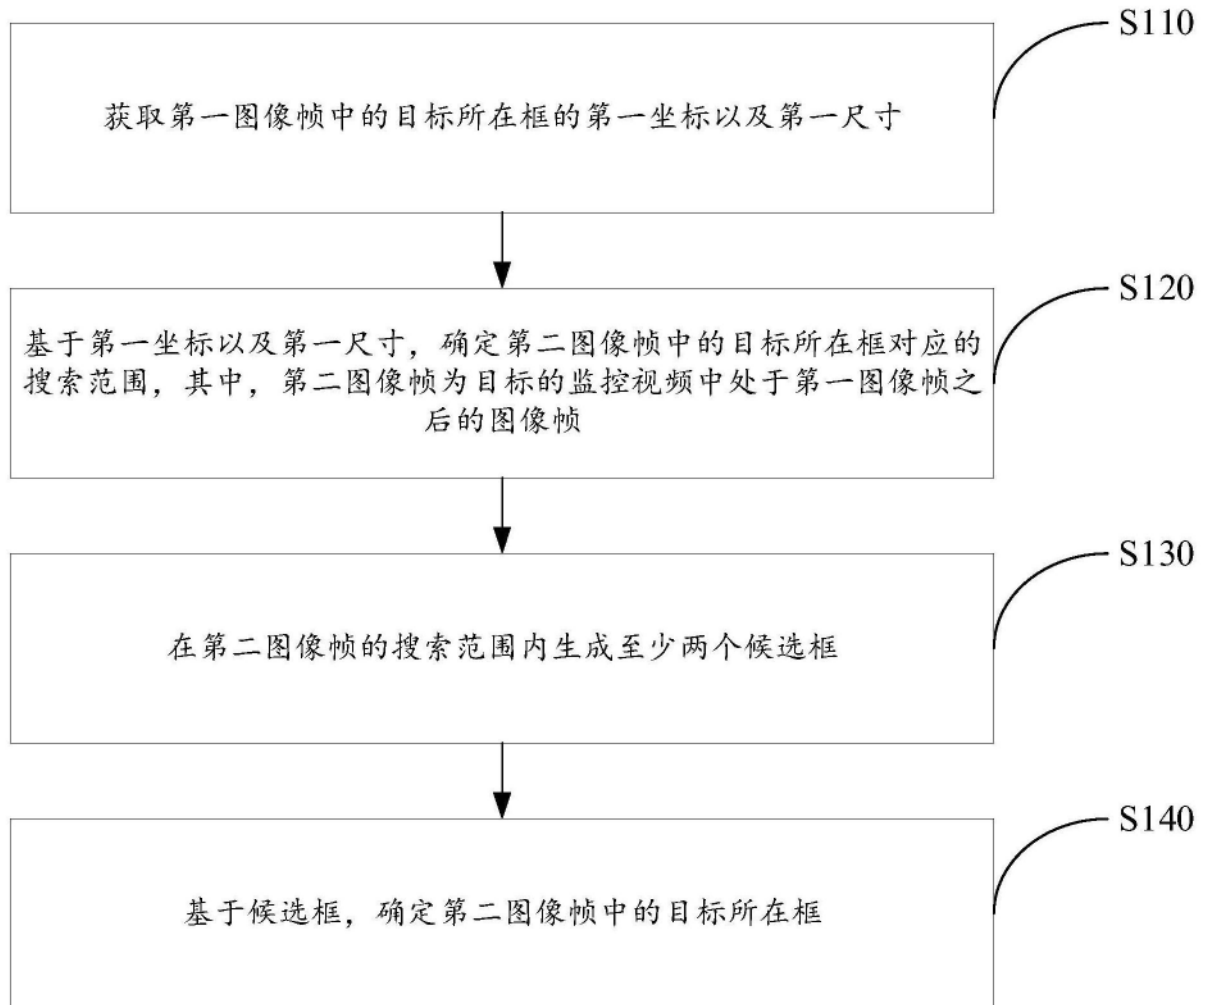 S110
获取第一图像帧中的目标所在框的第一坐标以及第一尺寸
S120
基于第一坐标以及第一尺寸，确定第二图像帧中的目标所在框对应的
搜索范围，其中，第二图像帧为目标的监控视频中处于第一图像帧之
后的图像帧
S130
在第二图像帧的搜索范围内生成至少两个候选框
S140
基于候选框，确定第二图像帧中的目标所在框